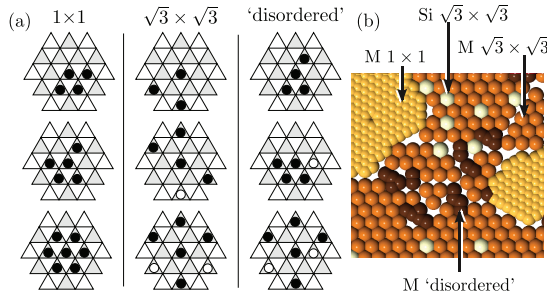 (a)
1×1
√3 × √3
'disordered'
(b)
Si √3 × √3
M 1 × 1
M √3 × √3
M 'disordered'